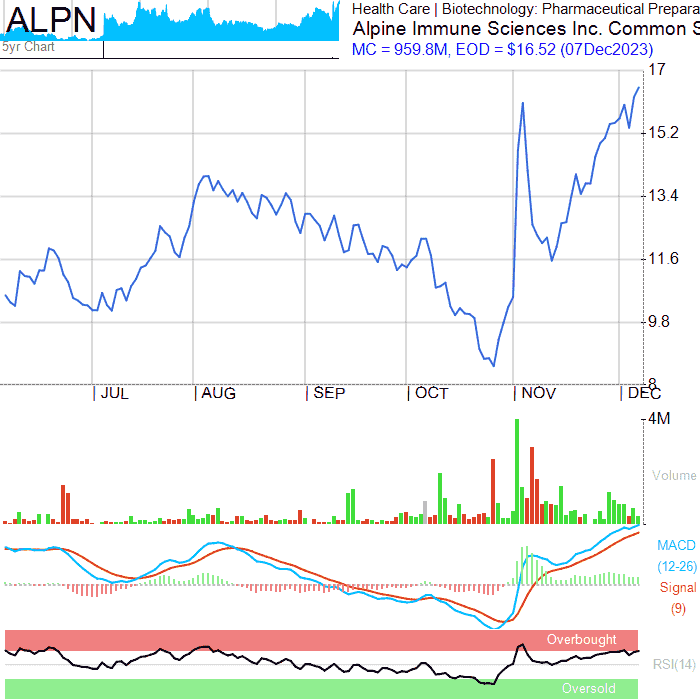 ALPN
5yr Chart
Health Care | Biotechnology: Pharmaceutical Prepara
Alpine Immune Sciences Inc. Common S
MC = 959.8M, EOD = $16.52 (07Dec2023)
17
15.2
13.4
11.6
9.8
8
JUL AUG SEP OCT NOV DEC
4M
Volume
MACD
(12-26)
Signal
(9)
Overbought
RSI(14)
Oversold